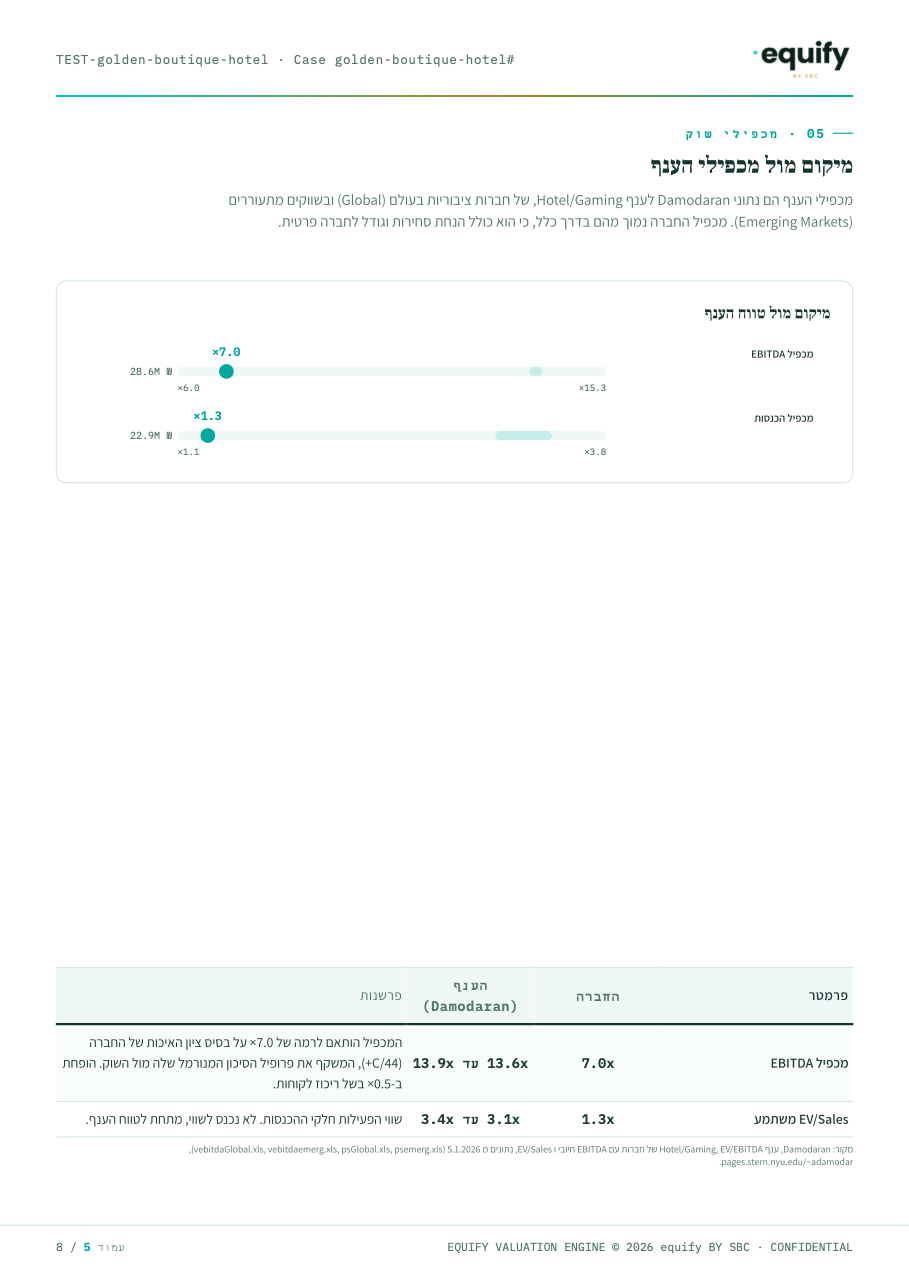 TEST-golden-boutique-hotel · Case golden-boutique-hotel#
equify
BY SBC
05 · מכפילי שוק
מיקום מול מכפילי הענף
מכפילי הענף הם נתוני Damodaran לענף Hotel/Gaming, של חברות ציבוריות בעולם (Global) ובשווקים מתעוררים
(Emerging Markets). מכפיל החברה נמוך מהם בדרך כלל, כי הוא כולל הנחת סחירות וגודל לחברה פרטית.
מיקום מול טווח הענף
מכפיל EBITDA
×7.0
28.6M ₪
×6.0
×15.3
מכפיל הכנסות
×1.3
22.9M ₪
×1.1
×3.8
פרמטר החברה הענף (Damodaran) פרשנות
מכפיל EBITDA 7.0x 13.6x עד 13.9x המכפיל הותאם לרמה של 7.0× על בסיס ציון האיכות של החברה
(C/44+), המשקף את פרופיל הסיכון המנורמל שלה מול השוק. הופחת
ב-0.5× בשל ריכוז לקוחות.
EV/Sales משתמע 1.3x 3.1x עד 3.4x שווי הפעילות חלקי ההכנסות. לא נכנס לשווי, מתחת לטווח הענף.
מקור: Damodaran, ענף Hotel/Gaming, EV/EBITDA של חברות עם EBITDA חיובי ו EV/Sales, נתונים מ 5.1.2026 (vebitdaGlobal.xls, vebitdaemerg.xls, psGlobal.xls, psemerg.xls),
pages.stern.nyu.edu/~adamodar.
EQUIFY VALUATION ENGINE © 2026 equify BY SBC · CONFIDENTIAL
עמוד 5 / 8